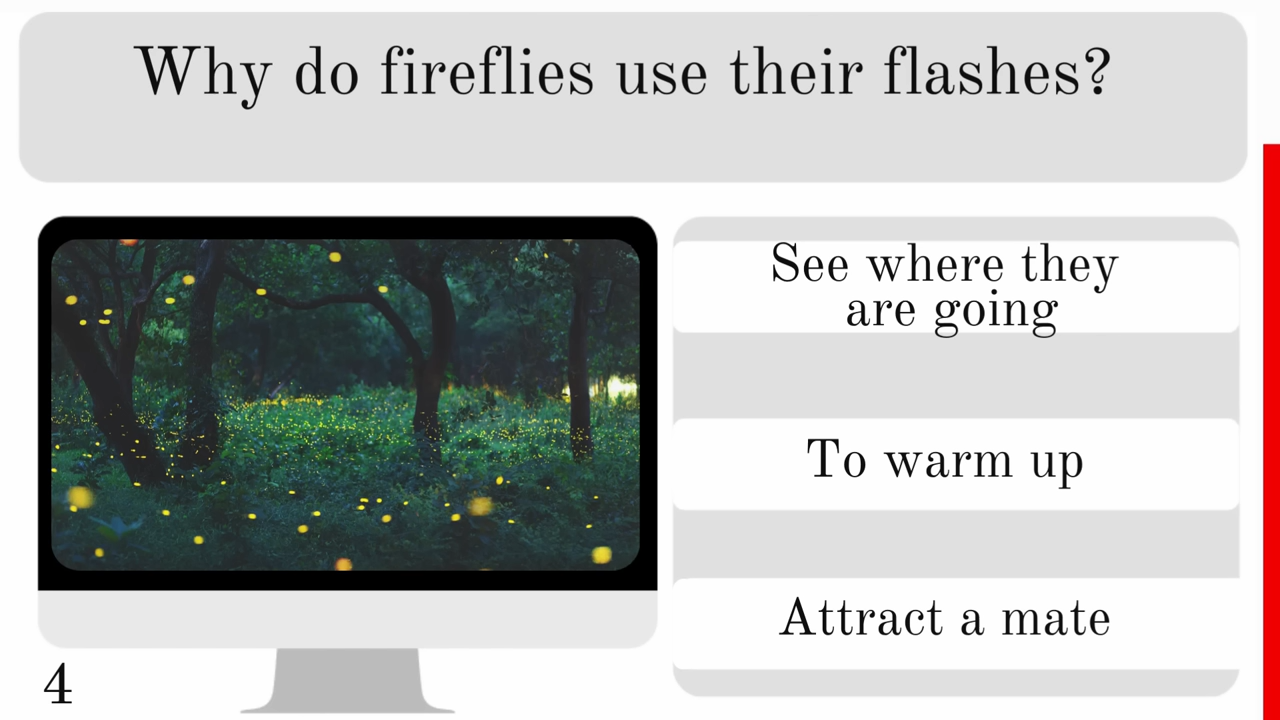 Why do fireflies use their flashes?
See where they
are going
To warm up
Attract a mate
4